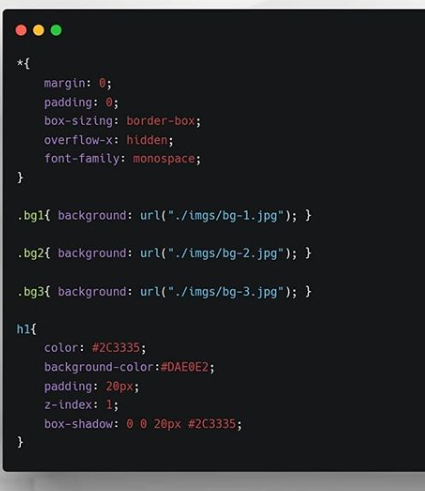 *{
    margin: 0;
    padding: 0;
    box-sizing: border-box;
    overflow-x: hidden;
    font-family: monospace;
}
.bg1{ background: url("./imgs/bg-1.jpg"); }
.bg2{ background: url("./imgs/bg-2.jpg"); }
.bg3{ background: url("./imgs/bg-3.jpg"); }
h1{
    color: #2C3335;
    background-color:#DAE0E2;
    padding: 20px;
    z-index: 1;
    box-shadow: 0 0 20px #2C3335;
}